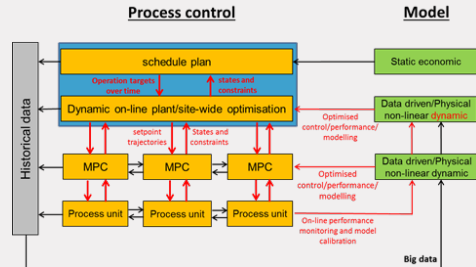 Process control
Model
schedule plan
Static economic
Operation targets
over time
states and
constraints
Dynamic on-line plant/site-wide optimisation
Data driven/Physical
non-linear dynamic
Historical data
setpoint
trajectories
States and
constraints
Optimised
control/performance/
modelling
MPC
MPC
MPC
Data driven/Physical
non-linear dynamic
Optimised
control/performance/
modelling
Process unit
Process unit
Process unit
On-line performance
monitoring and model
calibration
Big data